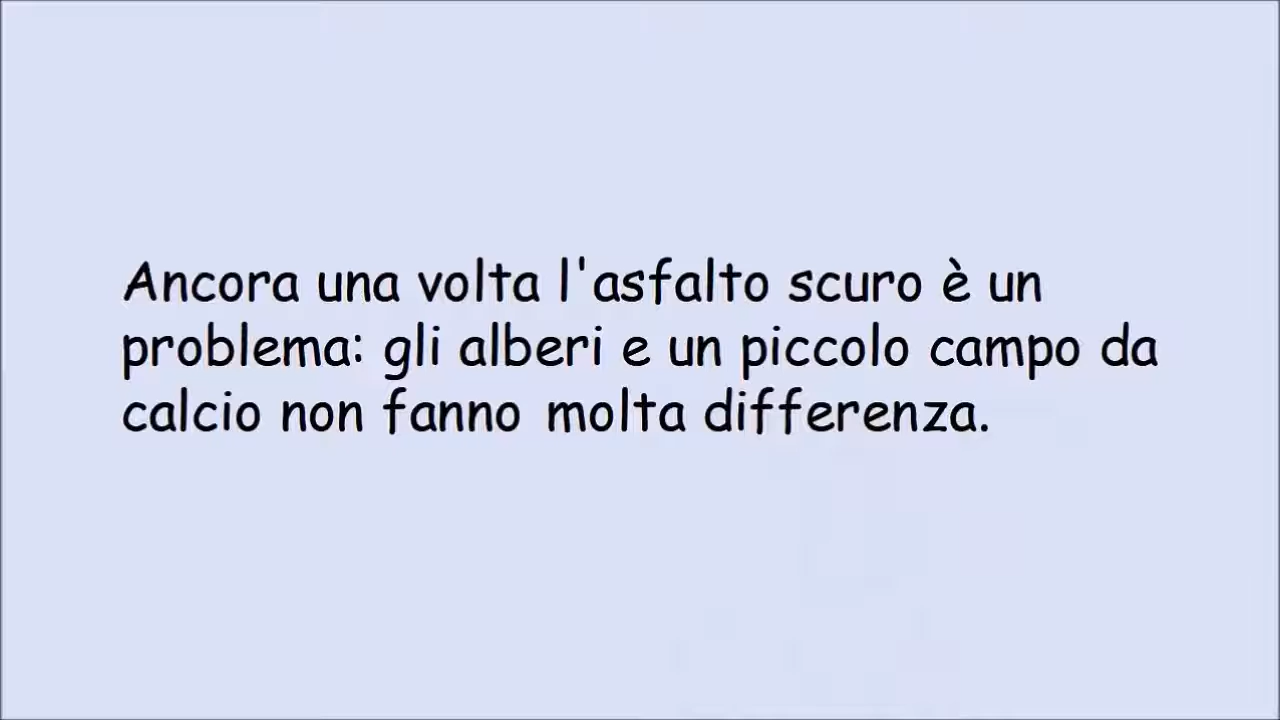 Ancora una volta l'asfalto scuro è un
problema: gli alberi e un piccolo campo da
calcio non fanno molta differenza.